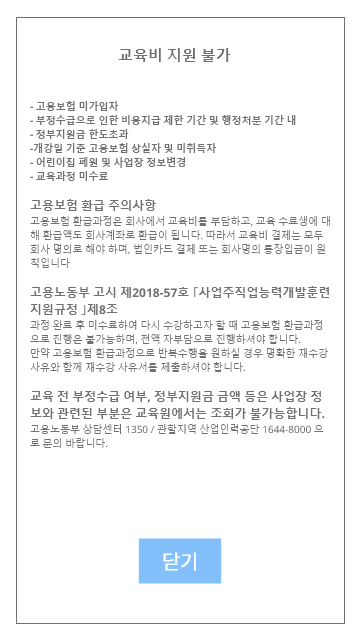 교육비 지원 불가
- 고용보험 미가입자
- 부정수급으로 인한 비용지급 제한 기간 및 행정처분 기간 내
- 정부지원금 한도초과
-개강일 기준 고용보험 상실자 및 미취득자
- 어린이집 폐원 및 사업장 정보변경
- 교육과정 미수료
고용보험 환급 주의사항
고용보험 환급과정은 회사에서 교육비를 부담하고, 교육 수료생에 대
해 환급액도 회사계좌로 환급이 됩니다. 따라서 교육비 결제는 모두
회사 명의로 해야 하며, 법인카드 결제 또는 회사명의 통장입금이 원
칙입니다
고용노동부 고시 제2018-57호 「사업주직업능력개발훈련
지원규정 」제8조
과정 완료 후 미수료하여 다시 수강하고자 할 때 고용보험 환급과정
으로 진행은 불가능하며, 전액 자부담으로 진행하셔야 합니다.
만약 고용보험 환급과정으로 반복수행을 원하실 경우 명확한 재수강
사유와 함께 재수강 사유서를 제출하셔야 합니다.
교육 전 부정수급 여부, 정부지원금 금액 등은 사업장 정
보와 관련된 부분은 교육원에서는 조회가 불가능합니다.
고용노동부 상담센터 1350 / 관할지역 산업인력공단 1644-8000 으
로 문의 바랍니다.
닫기